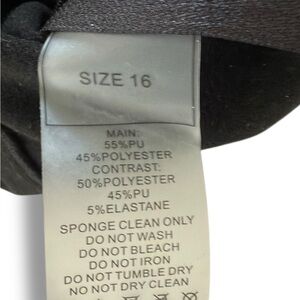 SIZE 16
MAIN:
55%PU
45%POLYESTER
CONTRAST:
50%POLYESTER
45%PU
5%ELASTANE
SPONGE CLEAN ONLY
DO NOT WASH
DO NOT BLEACH
DO NOT IRON
DO NOT TUMBLE DRY
NO NOT DRY CLEAN